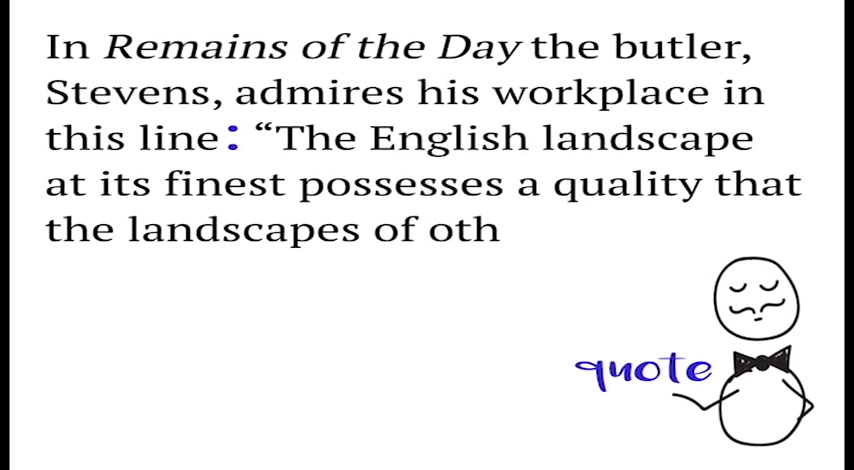 In Remains of the Day the butler,
Stevens, admires his workplace in
this line: “The English landscape
at its finest possesses a quality that
the landscapes of oth
quote